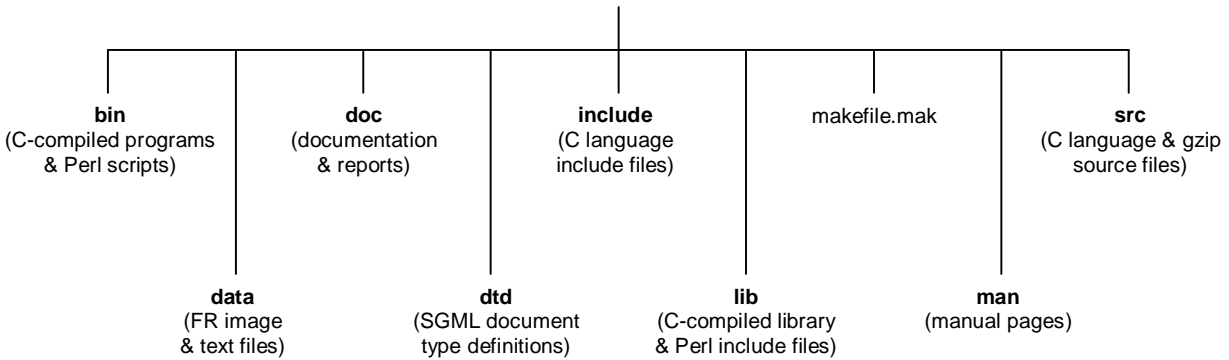 bin
(C-compiled programs
& Perl scripts)
doc
(documentation
& reports)
include
(C language
include files)
makefile.mak
src
(C language & gzip
source files)
data
(FR image
& text files)
dtd
(SGML document
type definitions)
lib
(C-compiled library
& Perl include files)
man
(manual pages)